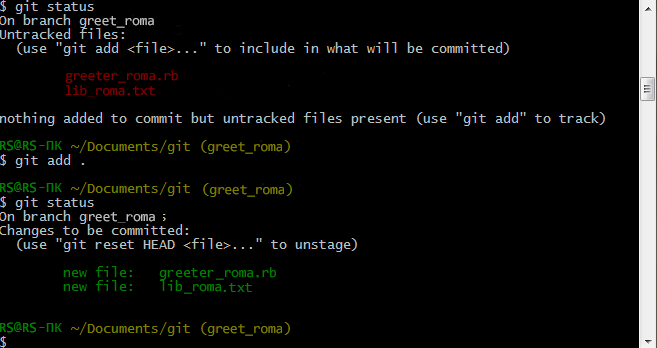 $ git status
On branch greet_roma
Untracked files:
(use "git add <file>..." to include in what will be committed)
greeter_roma.rb
lib_roma.txt
nothing added to commit but untracked files present (use "git add" to track)
RS@RS-ПК ~/Documents/git (greet_roma)
$ git add .
RS@RS-ПК ~/Documents/git (greet_roma)
$ git status
On branch greet_roma ;
Changes to be committed:
(use "git reset HEAD <file>..." to unstage)
new file: greeter_roma.rb
new file: lib_roma.txt
RS@RS-ПК ~/Documents/git (greet_roma)
$